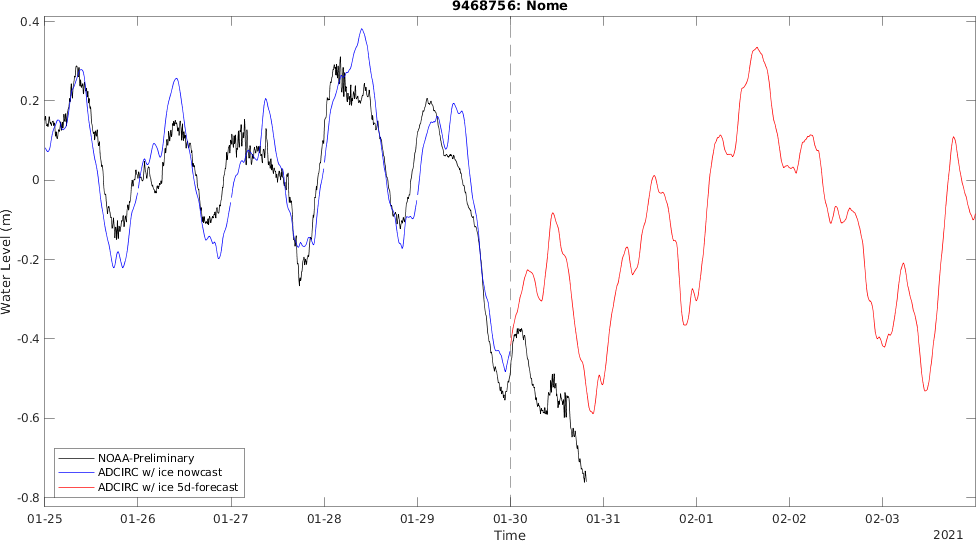 9468756: Nome
0.4
0.2
0
-0.2
-0.4
-0.6
-0.8
Water Level (m)
NOAA-Preliminary
ADCIRC w/ ice nowcast
ADCIRC w/ ice 5d-forecast
01-25 01-26 01-27 01-28 01-29 01-30 01-31 02-01 02-02 02-03
Time
2021